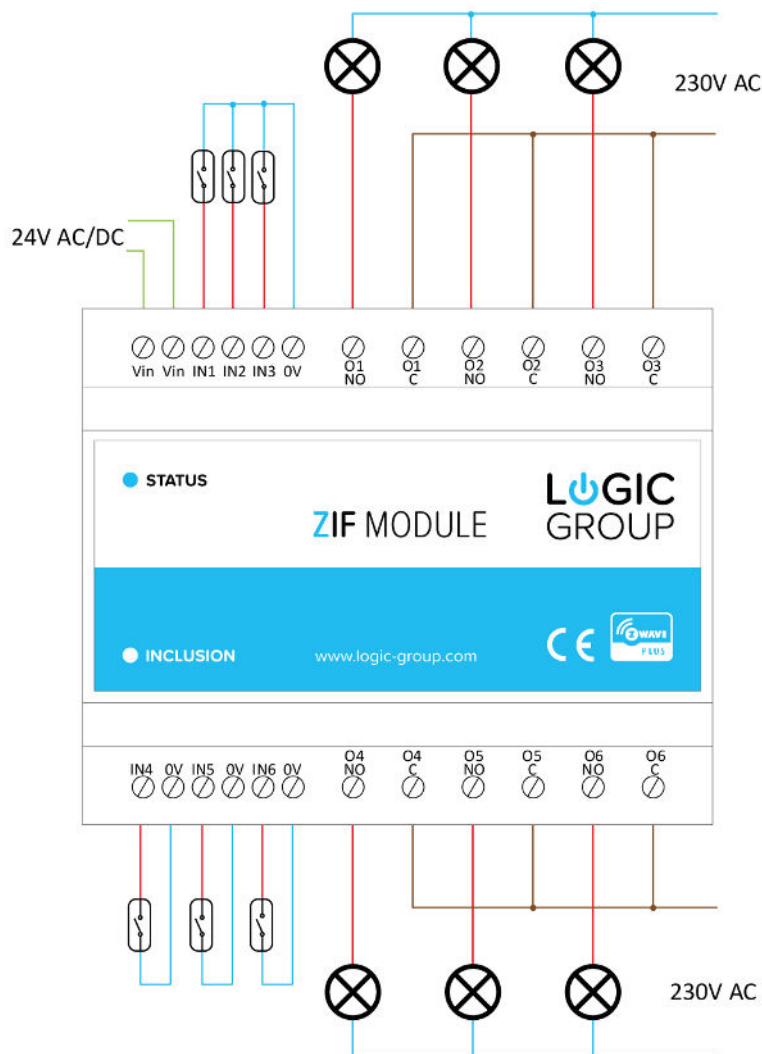 230V AC
24V AC/DC
Vin Vin IN1 IN2 IN3 0V O1 NO O1 C O2 NO O2 C O3 NO O3 C
STATUS
LOGIC
GROUP
ZIF MODULE
INCLUSION
www.logic-group.com
CE
Z WAVE
PLUS
IN4 0V IN5 0V IN6 0V O4 NO O4 C O5 NO O5 C O6 NO O6 C
230V AC